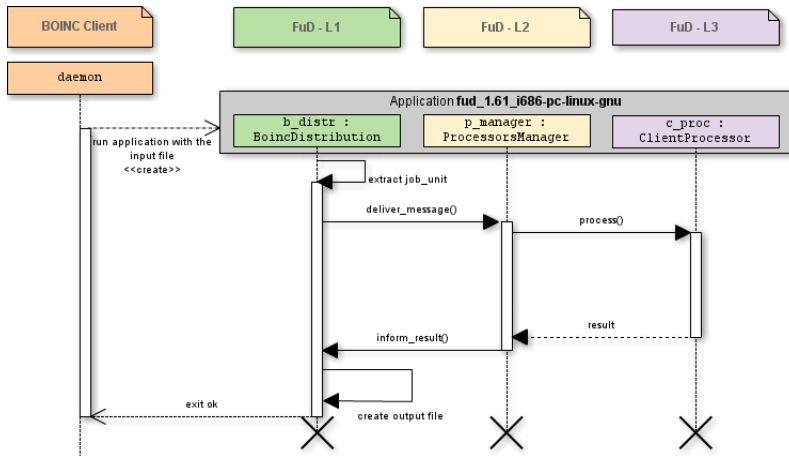 BOINC Client
FuD - L1
FuD - L2
FuD - L3
daemon
Application fud_1.61_i686-pc-linux-gnu
b_distr :
BoincDistribution
p_manager :
ProcessorsManager
c_proc :
ClientProcessor
run application with the
input file
<<create>>
extract job_unit
deliver_message()
process()
result
inform_result()
exit ok
create output file